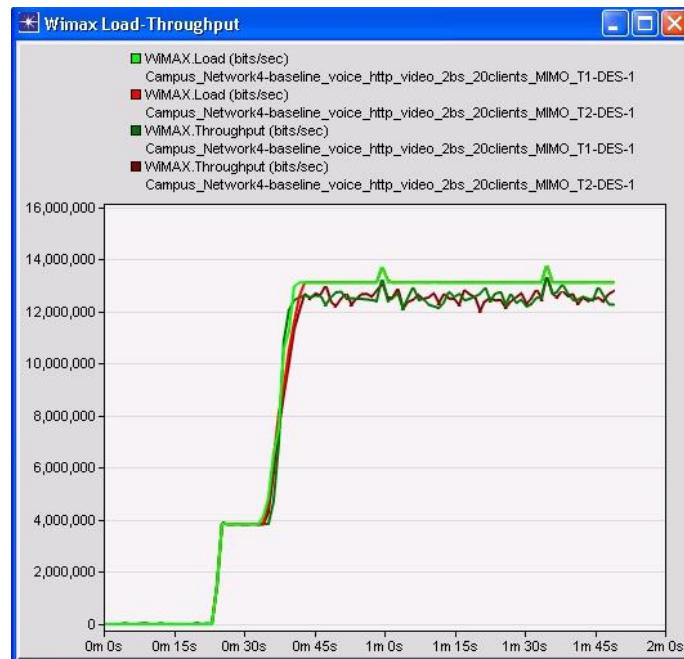 Wimax Load-Throughput
WiMAX.Load (bits/sec)
Campus_Network4-baseline_voice_http_video_2bs_20clients_MIMO_T1-DES-1
WiMAX.Load (bits/sec)
Campus_Network4-baseline_voice_http_video_2bs_20clients_MIMO_T2-DES-1
WiMAX.Throughput (bits/sec)
Campus_Network4-baseline_voice_http_video_2bs_20clients_MIMO_T1-DES-1
WiMAX.Throughput (bits/sec)
Campus_Network4-baseline_voice_http_video_2bs_20clients_MIMO_T2-DES-1
16,000,000
14,000,000
12,000,000
10,000,000
8,000,000
6,000,000
4,000,000
2,000,000
0
0m 0s 0m 15s 0m 30s 0m 45s 1m 0s 1m 15s 1m 30s 1m 45s 2m 0s